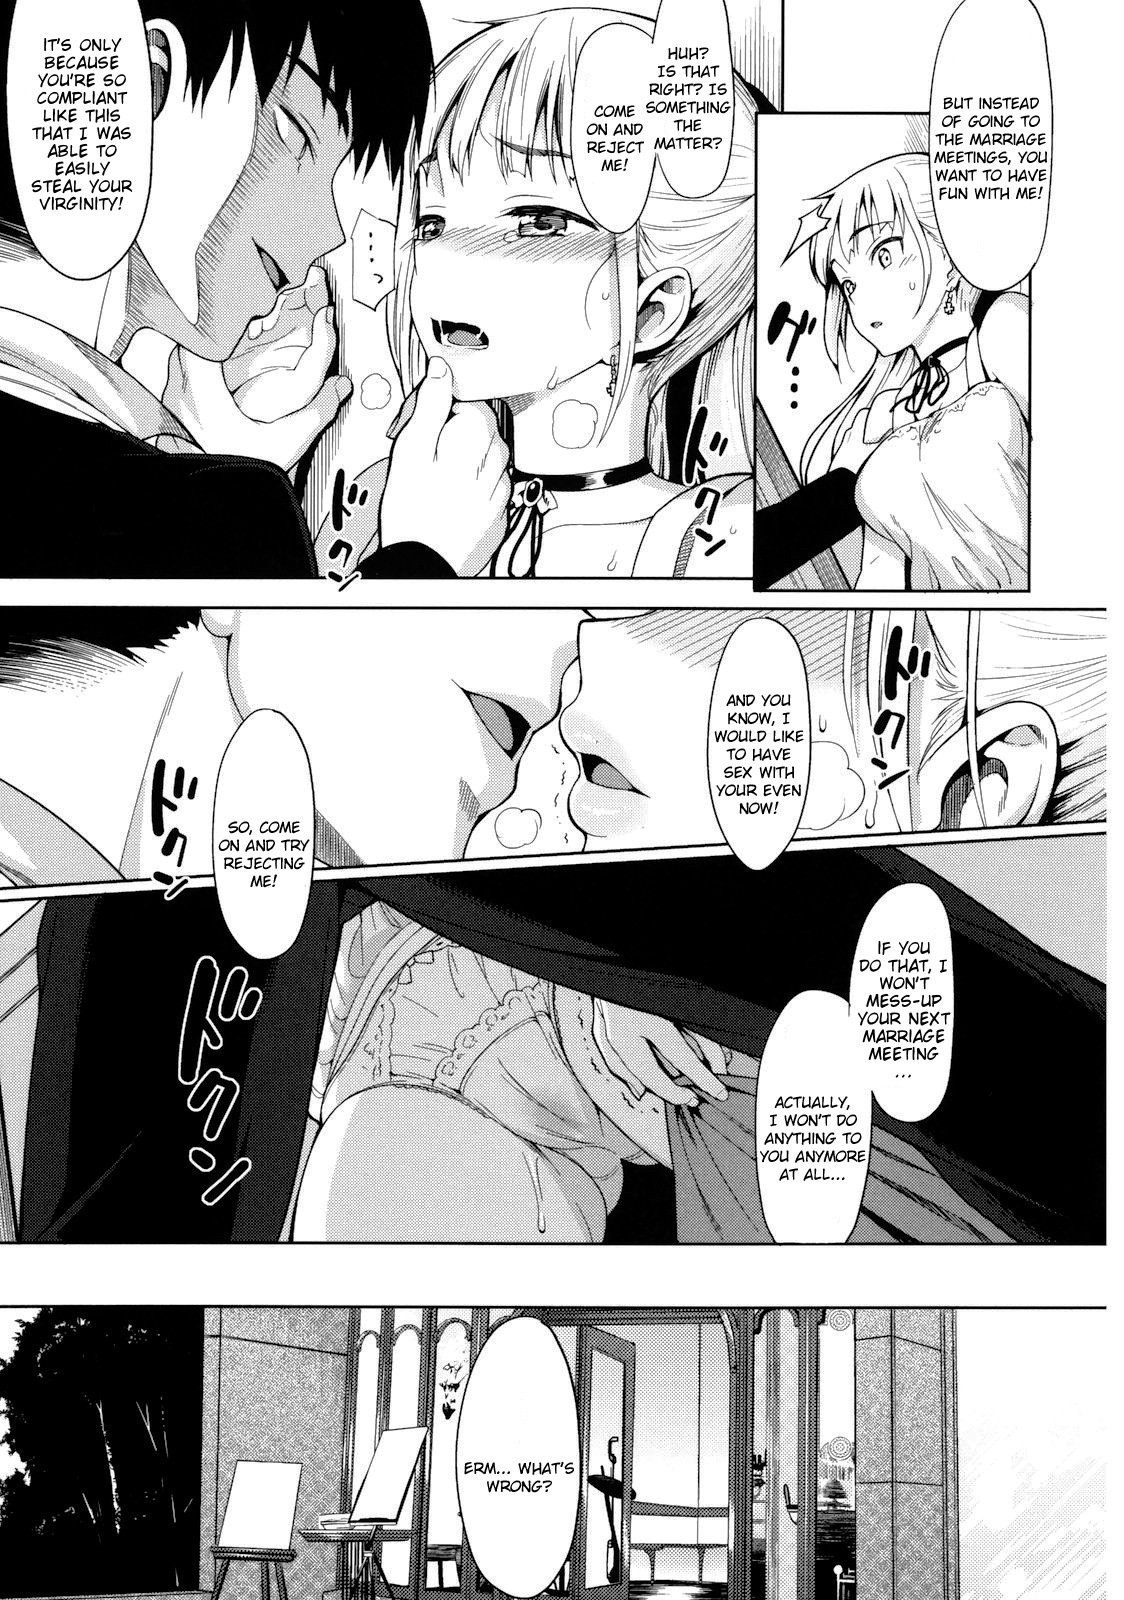 BUT INSTEAD
OF GOING TO
THE MARRIAGE
MEETINGS, YOU
WANT TO HAVE
FUN WITH ME!
ドグ...
HUH?
IS THAT
RIGHT? IS
SOMETHING
THE
MATTER?
COME
ON AND
REJECT
ME!
...?
ドクン
ドクン
IT'S ONLY
BECAUSE
YOU'RE SO
COMPLIANT
LIKE THIS
THAT I WAS
ABLE TO
EASILY
STEAL YOUR
VIRGINITY!
AND YOU
KNOW, I
WOULD LIKE
TO HAVE
SEX WITH
YOUR EVEN
NOW!
ドクン
SO, COME
ON AND TRY
REJECTING
ME!
ドクン
IF YOU
DO THAT, I
WON'T
MESS-UP
YOUR NEXT
MARRIAGE
MEETING
...
ACTUALLY,
I WON'T DO
ANYTHING TO
YOU ANYMORE
AT ALL...
ドクン
ERM... WHAT'S
WRONG?